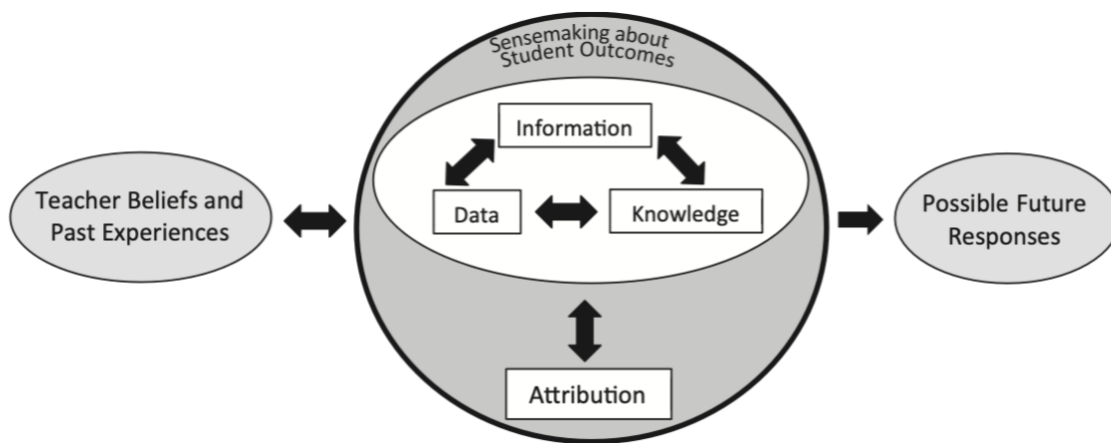 Sensemaking about
Student Outcomes
Information
Data
Knowledge
Teacher Beliefs and
Past Experiences
Possible Future
Responses
Attribution